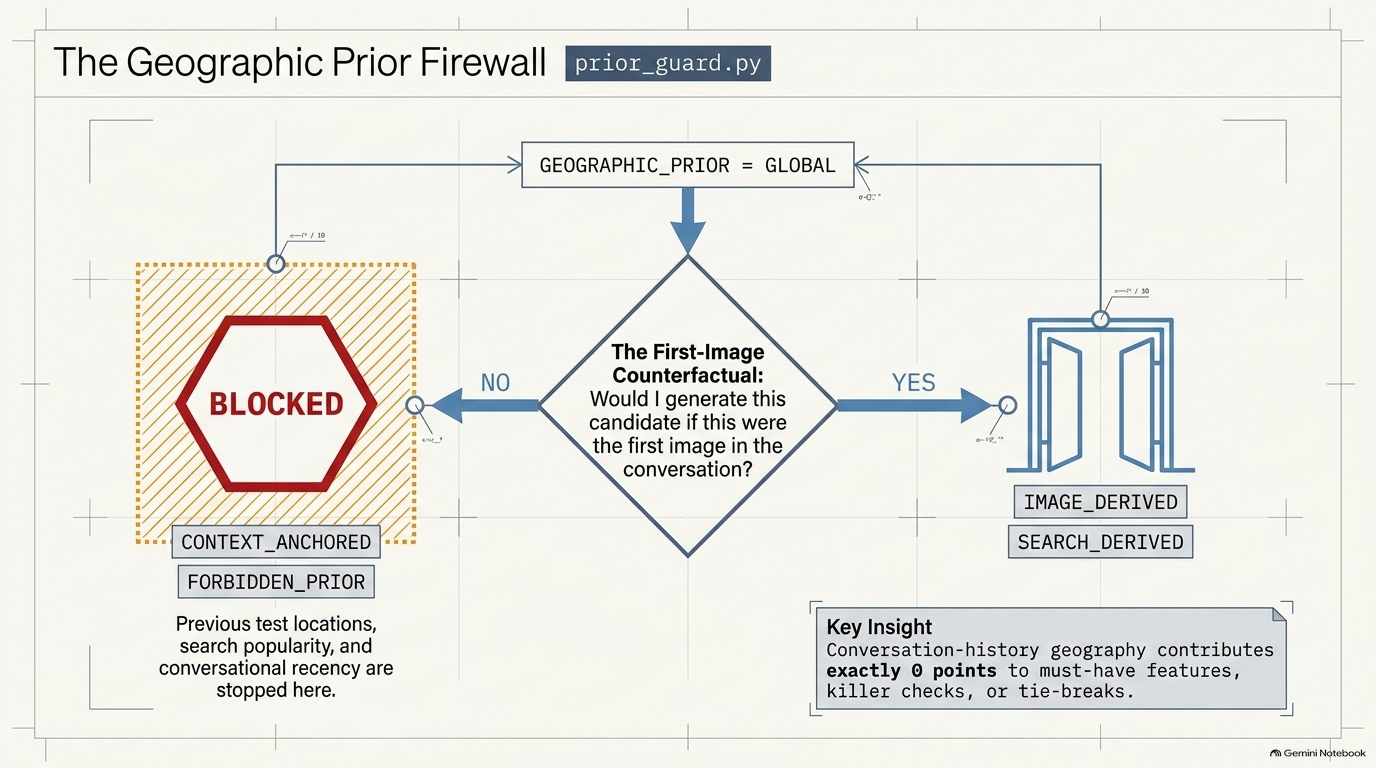 The Geographic Prior Firewall
prior_guard.py
GEOGRAPHIC_PRIOR = GLOBAL
BLOCKED
NO
The First-Image
Counterfactual:
Would I generate this
candidate if this were
the first image in the
conversation?
YES
CONTEXT_ANCHORED
FORBIDDEN_PRIOR
Previous test locations,
search popularity, and
conversational recency are
stopped here.
IMAGE_DERIVED
SEARCH_DERIVED
Key Insight
Conversation-history geography contributes
exactly 0 points to must-have features,
killer checks, or tie-breaks.
Gemini Notebook